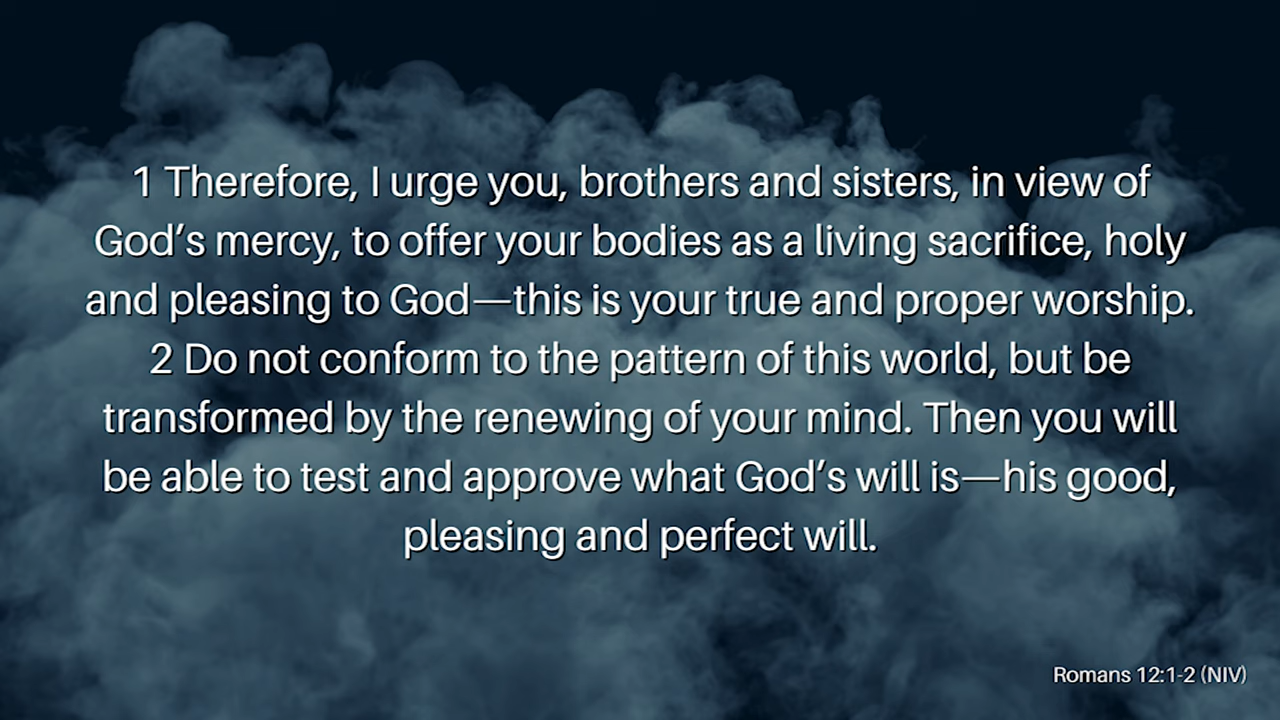 1 Therefore, I urge you, brothers and sisters, in view of
God’s mercy, to offer your bodies as a living sacrifice, holy
and pleasing to God—this is your true and proper worship.
2 Do not conform to the pattern of this world, but be
transformed by the renewing of your mind. Then you will
be able to test and approve what God’s will is—his good,
pleasing and perfect will.
Romans 12:1-2 (NIV)